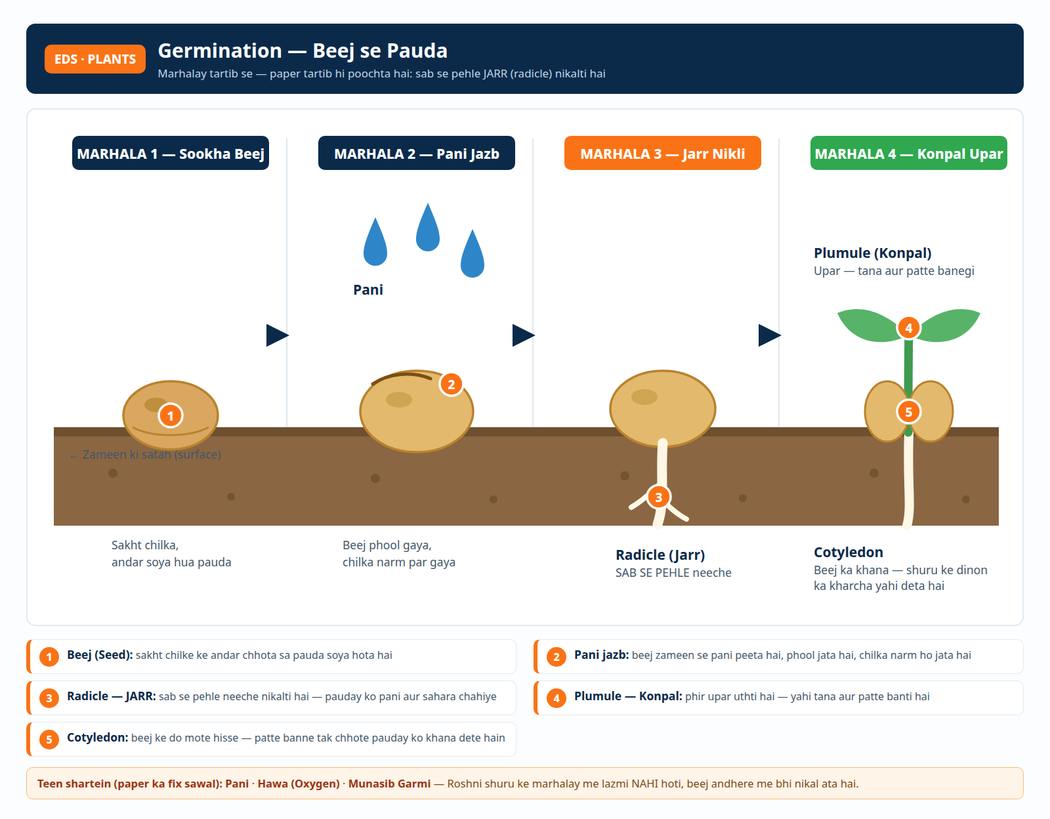 EDS · PLANTS
Germination — Beej se Pauda
Marhalay tartib se — paper tartib hi poochta hai: sab se pehle JARR (radicle) nikalti hai
MARHALA 1 — Sookha Beej
MARHALA 2 — Pani Jazb
MARHALA 3 — Jarr Nikli
MARHALA 4 — Konpal Upar
Plumule (Konpal)
Upar — tana aur patte banegi
Pani
4
2
1
5
← Zameen ki satah (surface)
3
Sakht chilka,
andar soya hua pauda
Beej phool gaya,
chilka narm par gaya
Radicle (Jarr)
SAB SE PEHLE neeche
Cotyledon
Beej ka khana — shuru ke dinon
ka kharcha yahi deta hai
1 Beej (Seed): sakht chilke ke andar chhota sa pauda soya hota hai
2 Pani jazb: beej zameen se pani peeta hai, phool jata hai, chilka narm ho jata hai
3 Radicle — JARR: sab se pehle neeche nikalti hai — pauday ko pani aur sahara chahiye
4 Plumule — Konpal: phir upar uthti hai — yahi tana aur patte banti hai
5 Cotyledon: beej ke do mote hisse — patte banne tak chhote pauday ko khana dete hain
Teen shartein (paper ka fix sawal): Pani · Hawa (Oxygen) · Munasib Garmi — Roshni shuru ke marhalay me lazmi NAHI hoti, beej andhere me bhi nikal ata hai.